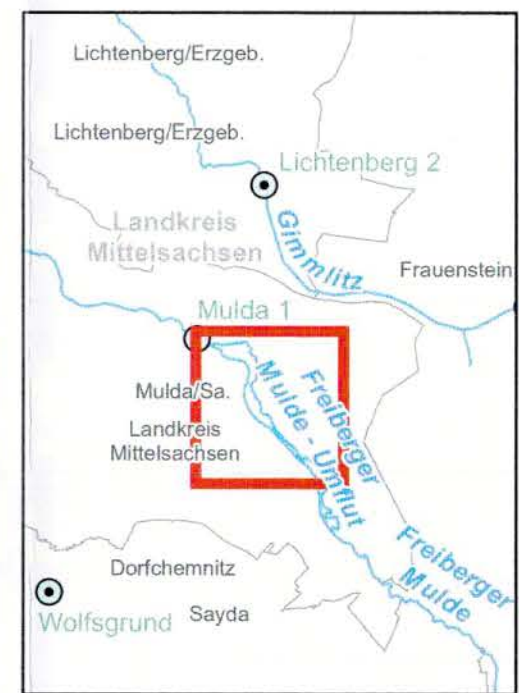 Lichtenberg/Erzgeb.
Lichtenberg/Erzgeb.
Lichtenberg 2
Landkreis
Mittelsachsen
Gimmlitz
Frauenstein
Mulda 1
Mulda/Sa.
Landkreis
Mittelsachsen
Freiberger
Mulde - Umflut
Freiberger
Mulde
Dorfchemnitz
Sayda
Wolfsgrund